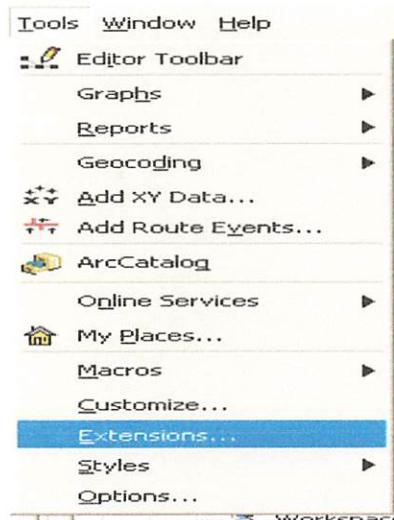 Tools Window Help
Editor Toolbar
Graphs
Reports
Geocoding
Add XY Data...
Add Route Events...
ArcCatalog
Online Services
My Places...
Macros
Customize...
Extensions...
Styles
Options...
Workspace